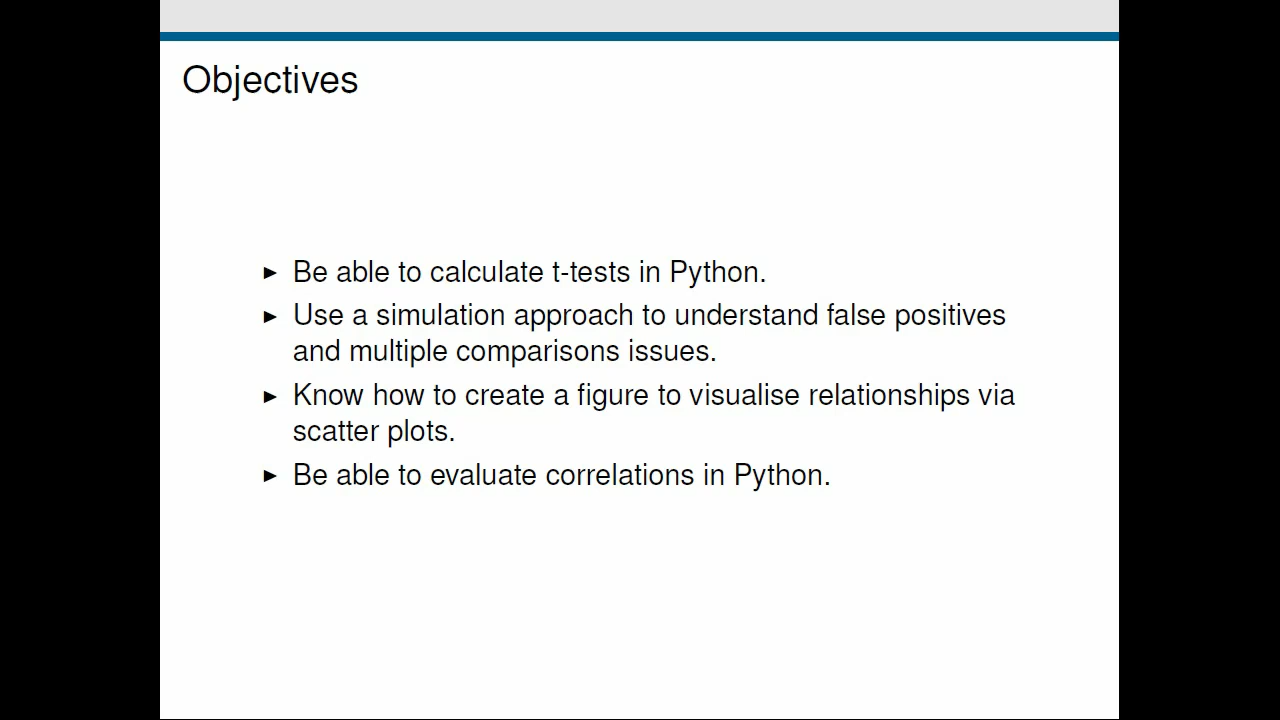 Objectives
► Be able to calculate t-tests in Python.
► Use a simulation approach to understand false positives
and multiple comparisons issues.
► Know how to create a figure to visualise relationships via
scatter plots.
► Be able to evaluate correlations in Python.